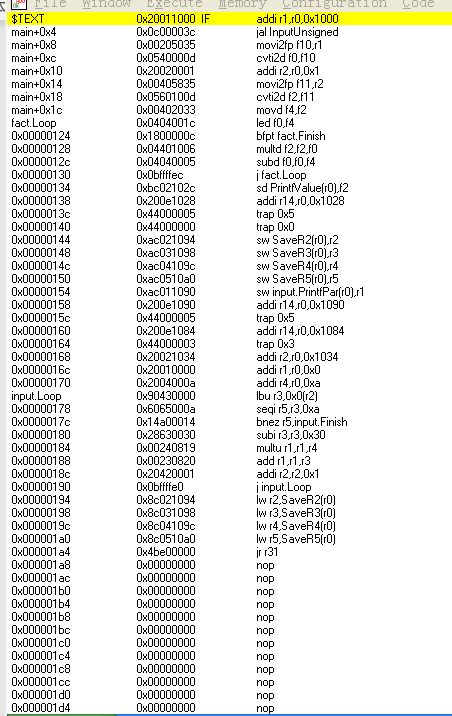 File Window Execute Memory Configuration Code
$TEXT 0x20011000 IF addi r1,r0,0x1000
main+0x4 0x0c00003c jal InputUnsigned
main+0x8 0x00205035 movi2fp f10,r1
main+0xc 0x0540000d cvti2d f0,f10
main+0x10 0x20020001 addi r2,r0,0x1
main+0x14 0x00405835 movi2fp f11,r2
main+0x18 0x0560100d cvti2d f2,f11
main+0x1c 0x00402033 movd f4,f2
fact.Loop 0x0404001c led f0,f4
0x00000124 0x1800000c bfpt fact.Finish
0x00000128 0x04401006 multd f2,f2,f0
0x0000012c 0x04040005 subd f0,f0,f4
0x00000130 0x0bffffec j fact.Loop
0x00000134 0xbc02102c sd PrintfValue(r0),f2
0x00000138 0x200e1028 addi r14,r0,0x1028
0x0000013c 0x44000005 trap 0x5
0x00000140 0x44000000 trap 0x0
0x00000144 0xac021094 sw SaveR2(r0),r2
0x00000148 0xac031098 sw SaveR3(r0),r3
0x0000014c 0xac04109c sw SaveR4(r0),r4
0x00000150 0xac0510a0 sw SaveR5(r0),r5
0x00000154 0xac011090 sw input.PrintfPar(r0),r1
0x00000158 0x200e1090 addi r14,r0,0x1090
0x0000015c 0x44000005 trap 0x5
0x00000160 0x200e1084 addi r14,r0,0x1084
0x00000164 0x44000003 trap 0x3
0x00000168 0x20021034 addi r2,r0,0x1034
0x0000016c 0x20010000 addi r1,r0,0x0
0x00000170 0x2004000a addi r4,r0,0xa
input.Loop 0x90430000 lbu r3,0x0(r2)
0x00000178 0x6065000a seqi r5,r3,0xa
0x0000017c 0x14a00014 bnez r5,input.Finish
0x00000180 0x28630030 subi r3,r3,0x30
0x00000184 0x00240819 multu r1,r1,r4
0x00000188 0x00230820 add r1,r1,r3
0x0000018c 0x20420001 addi r2,r2,0x1
0x00000190 0x0bffffe0 j input.Loop
0x00000194 0x8c021094 lw r2,SaveR2(r0)
0x00000198 0x8c031098 lw r3,SaveR3(r0)
0x0000019c 0x8c04109c lw r4,SaveR4(r0)
0x000001a0 0x8c0510a0 lw r5,SaveR5(r0)
0x000001a4 0x4be00000 jr r31
0x000001a8 0x00000000 nop
0x000001ac 0x00000000 nop
0x000001b0 0x00000000 nop
0x000001b4 0x00000000 nop
0x000001b8 0x00000000 nop
0x000001bc 0x00000000 nop
0x000001c0 0x00000000 nop
0x000001c4 0x00000000 nop
0x000001c8 0x00000000 nop
0x000001cc 0x00000000 nop
0x000001d0 0x00000000 nop
0x000001d4 0x00000000 nop